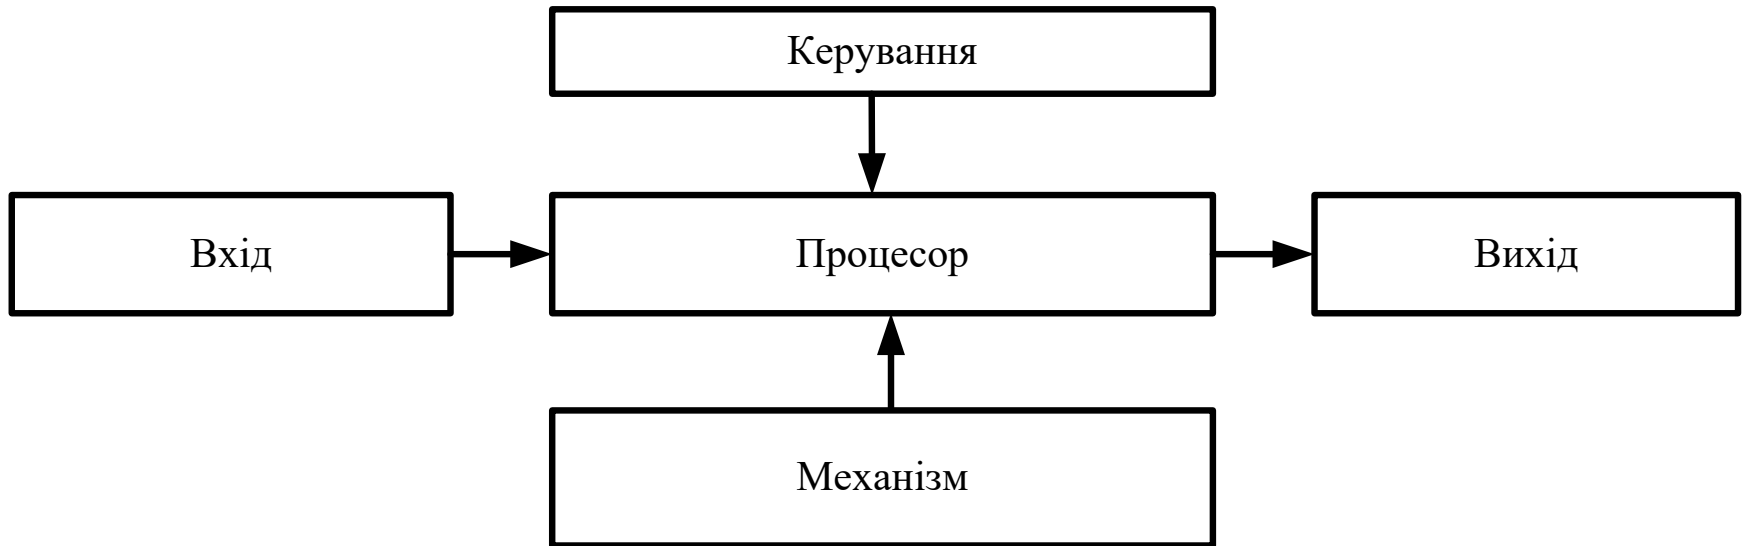 Керування
Вхід
Процесор
Вихід
Механізм